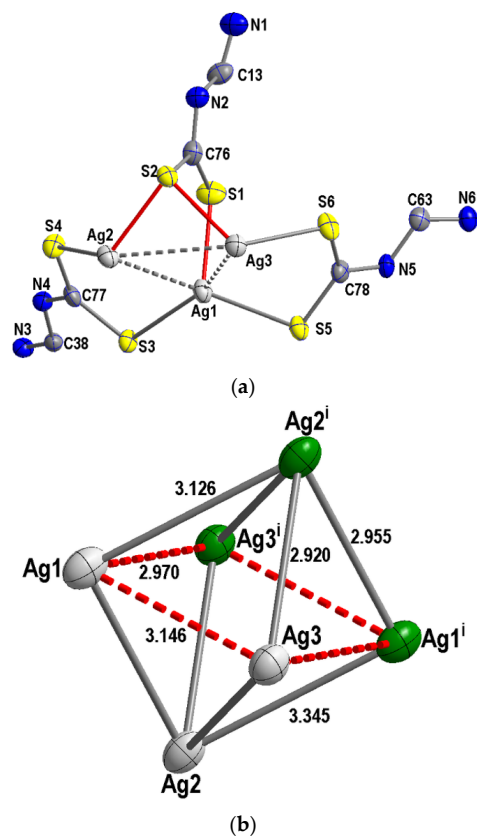 N1
C13
N2
C76
S2
S1
S4
S6
C63
N6
Ag2
Ag3
N4
C77
Ag1
C78
N5
N3
C38
S3
S5
(a)
Ag2ⁱ
3.126
Ag3ⁱ
2.955
Ag1
2.970
2.920
3.146
Ag3
Ag1ⁱ
3.345
Ag2
(b)